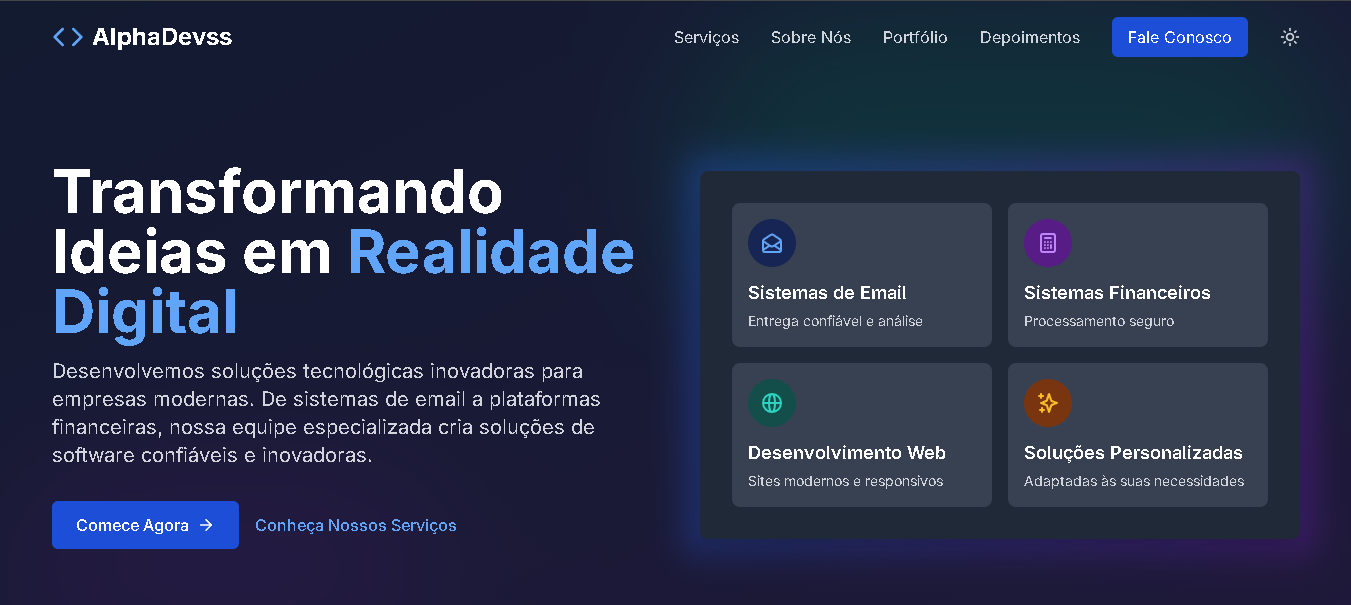 AlphaDevss
Serviços
Sobre Nós
Portfólio
Depoimentos
Fale Conosco
Transformando
Ideias em Realidade
Digital
Desenvolvemos soluções tecnológicas inovadoras para
empresas modernas. De sistemas de email a plataformas
financeiras, nossa equipe especializada cria soluções de
software confiáveis e inovadoras.
Comece Agora
Conheça Nossos Serviços
Sistemas de Email
Entrega confiável e análise
Sistemas Financeiros
Processamento seguro
Desenvolvimento Web
Sites modernos e responsivos
Soluções Personalizadas
Adaptadas às suas necessidades